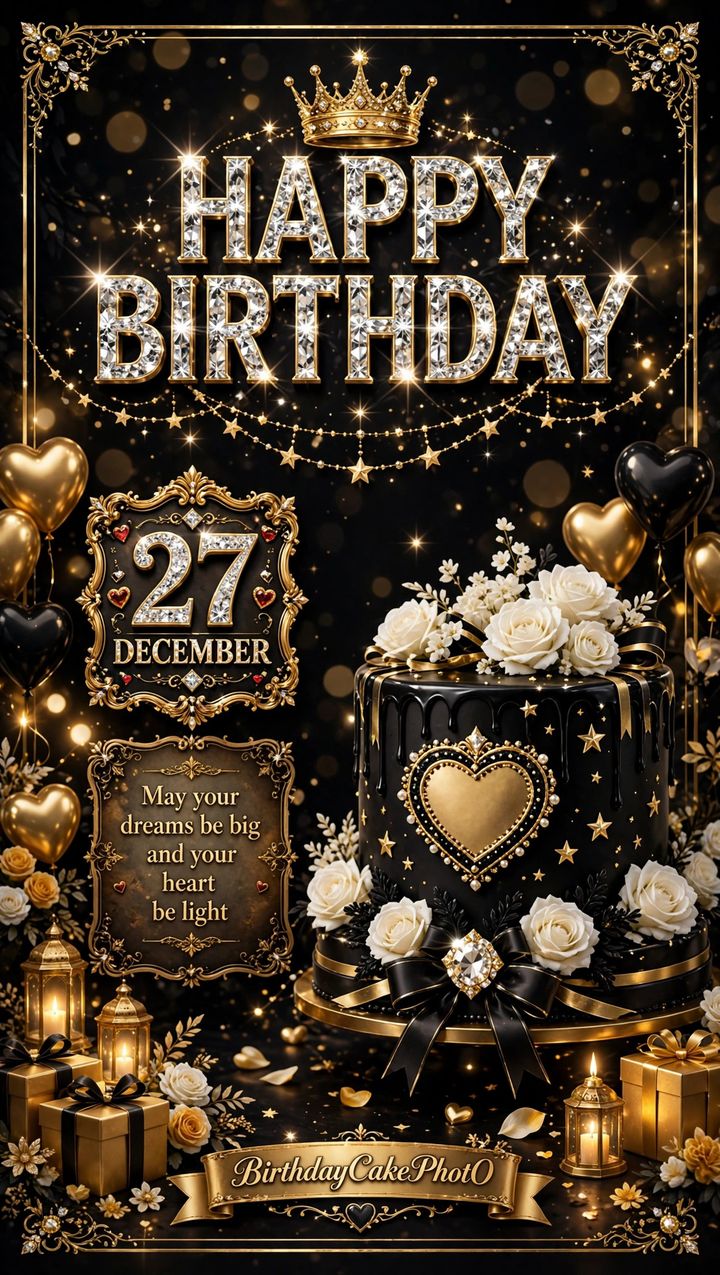 HAPPY
BIRTHDAY
27
DECEMBER
May your
dreams be big
and your
heart
be light
BirthdayCakePhotO